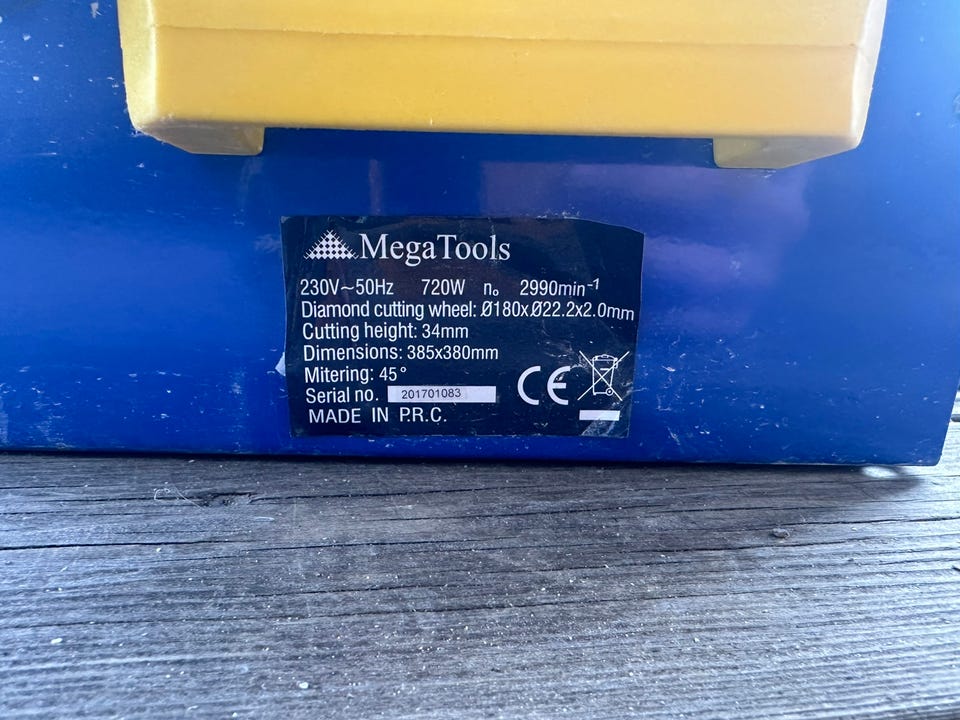 MegaTools
230V~50Hz 720W n₀ 2990min⁻¹
Diamond cutting wheel: Ø180xØ22.2x2.0mm
Cutting height: 34mm
Dimensions: 385x380mm
Mitering: 45°
Serial no. 201701083
MADE IN P.R.C.
CE